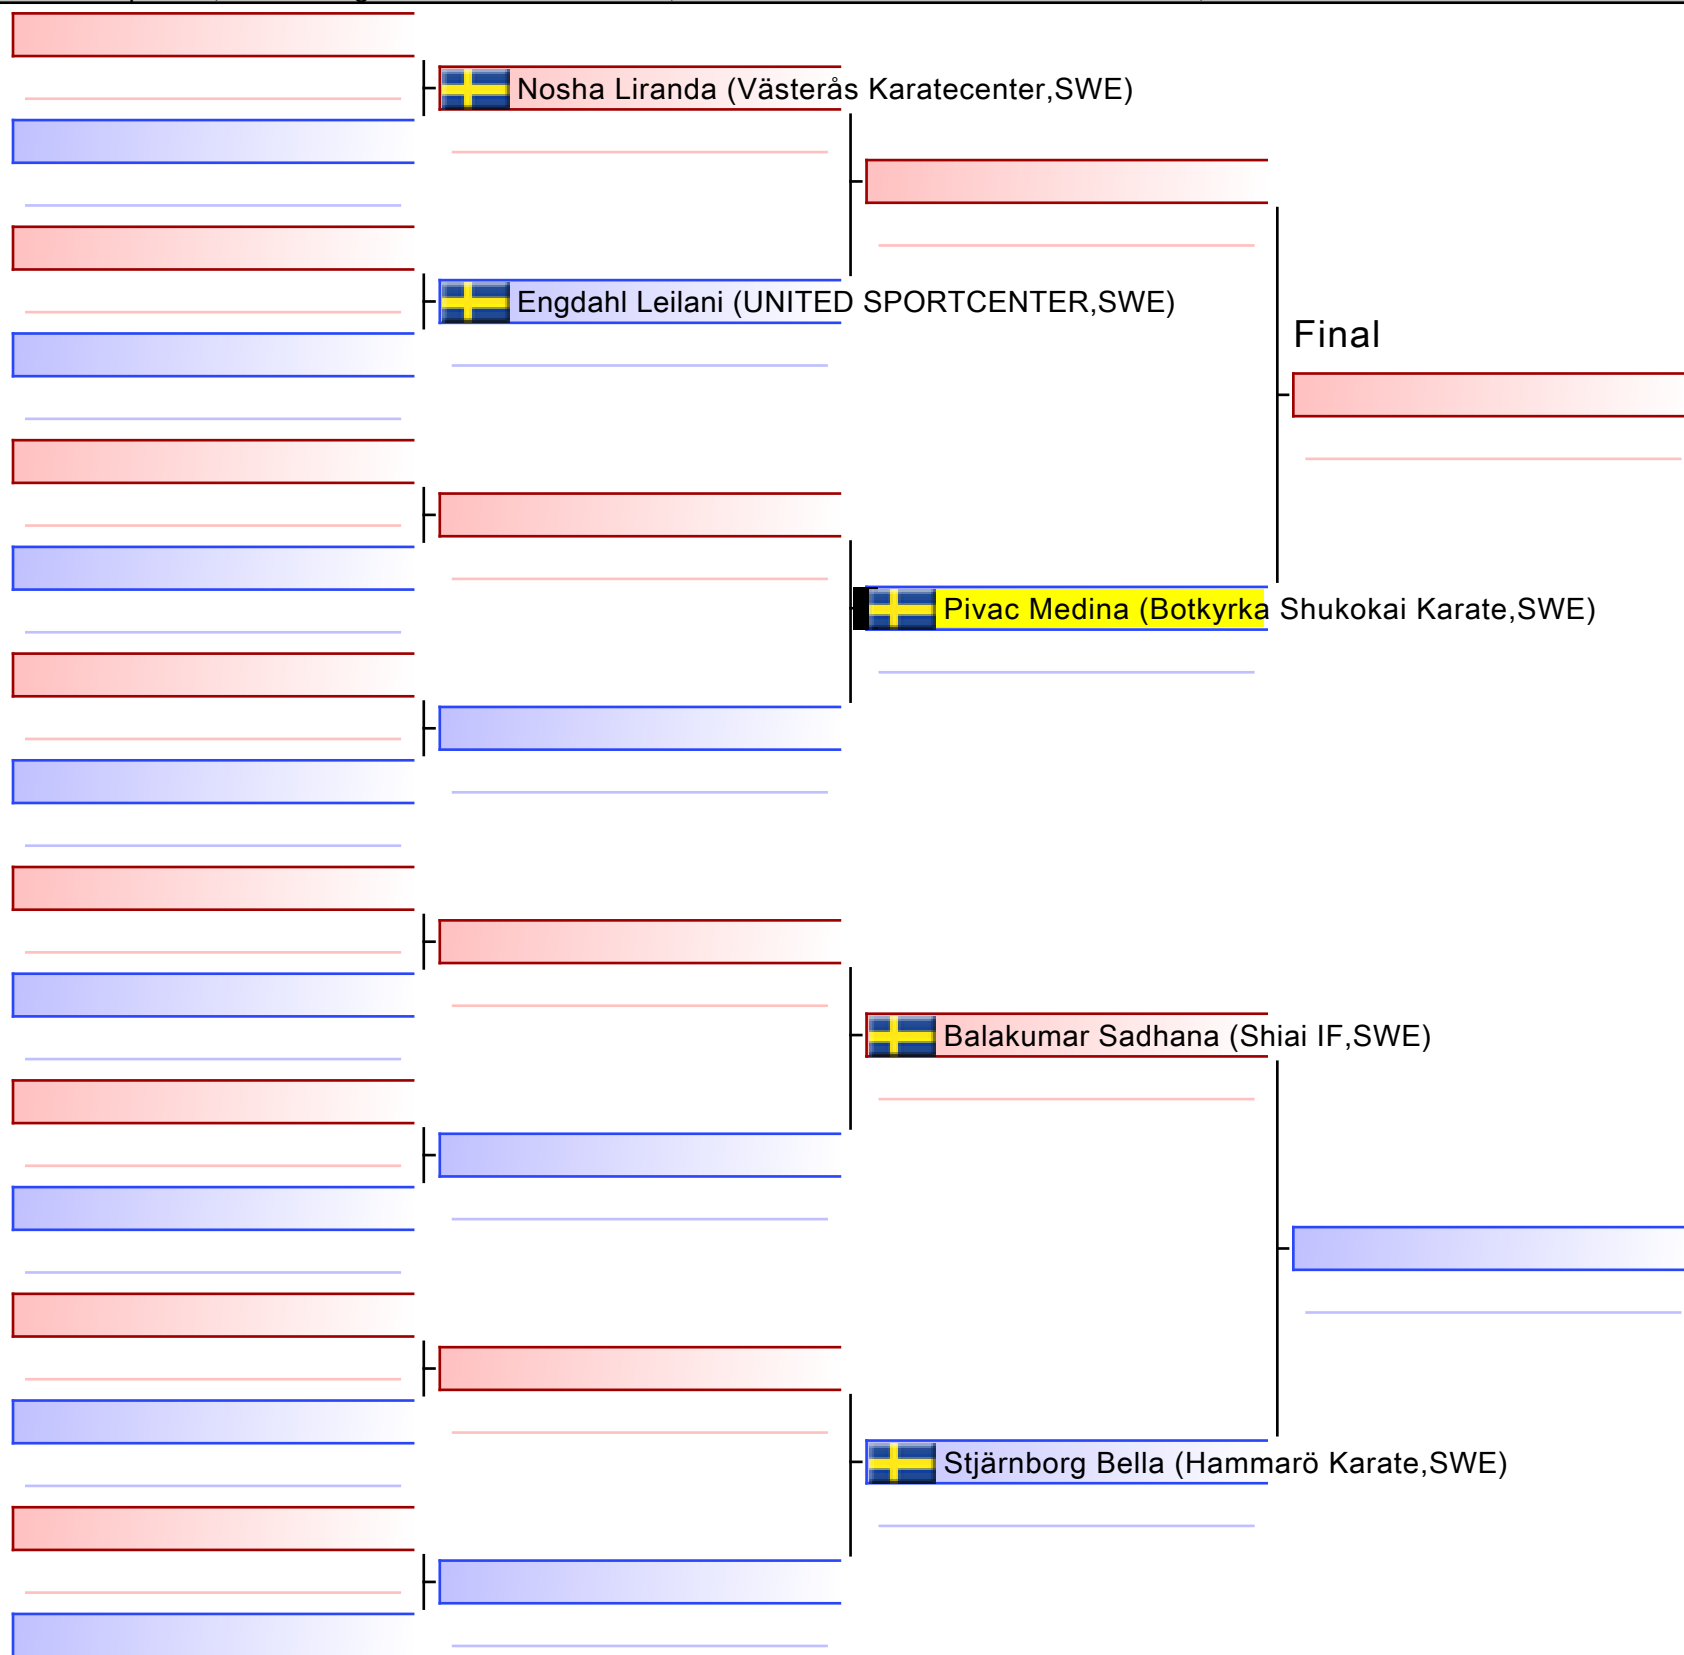 Nosha Liranda (Västerås Karatecenter,SWE)
Engdahl Leilani (UNITED SPORTCENTER,SWE)
Final
Pivac Medina (Botkyrka Shukokai Karate,SWE)
Balakumar Sadhana (Shiai IF,SWE)
Stjärnborg Bella (Hammarö Karate,SWE)